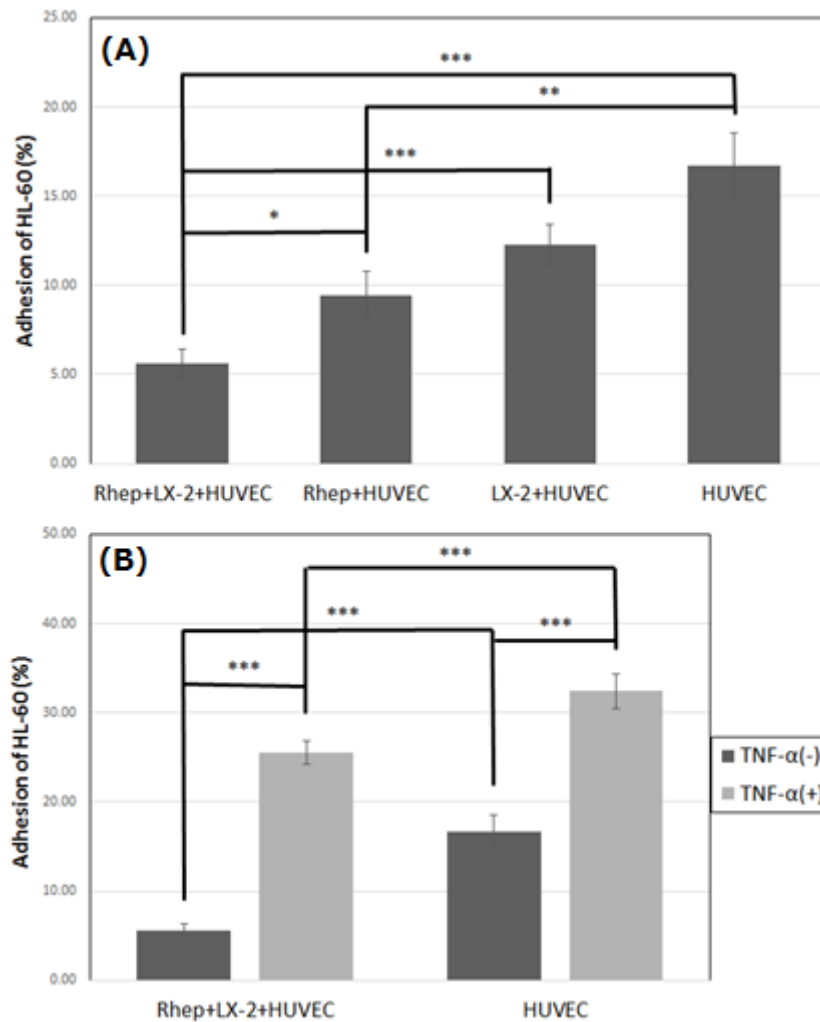 (A)
Adhesion of HL-60 (%)
25.00
20.00
15.00
10.00
5.00
0.00
***
**
***
*
Rhep+LX-2+HUVEC
Rhep+HUVEC
LX-2+HUVEC
HUVEC
(B)
Adhesion of HL-60 (%)
50.00
40.00
30.00
20.00
10.00
0.00
***
***
***
***
Rhep+LX-2+HUVEC
HUVEC
TNF-α(-)
TNF-α(+)